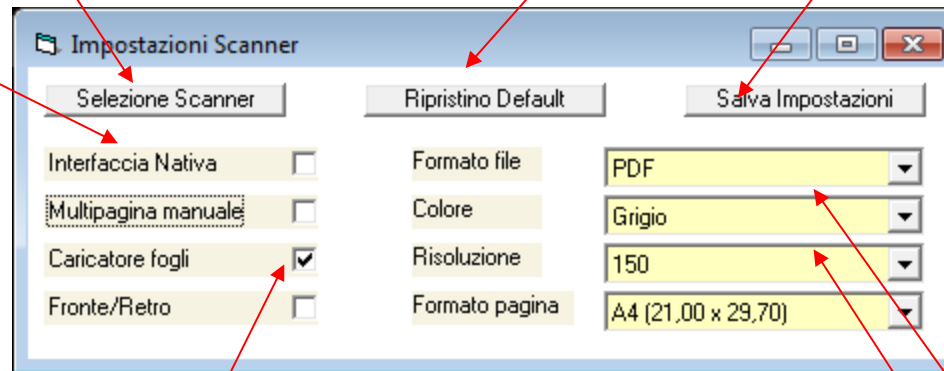 Impostazioni Scanner
Selezione Scanner Ripristino Default Salva Impostazioni
Interfaccia Nativa Formato file PDF
Multipagina manuale Colore Grigio
Caricatore fogli Risoluzione 150
Fronte/Retro Formato pagina A4 (21,00 x 29,70)